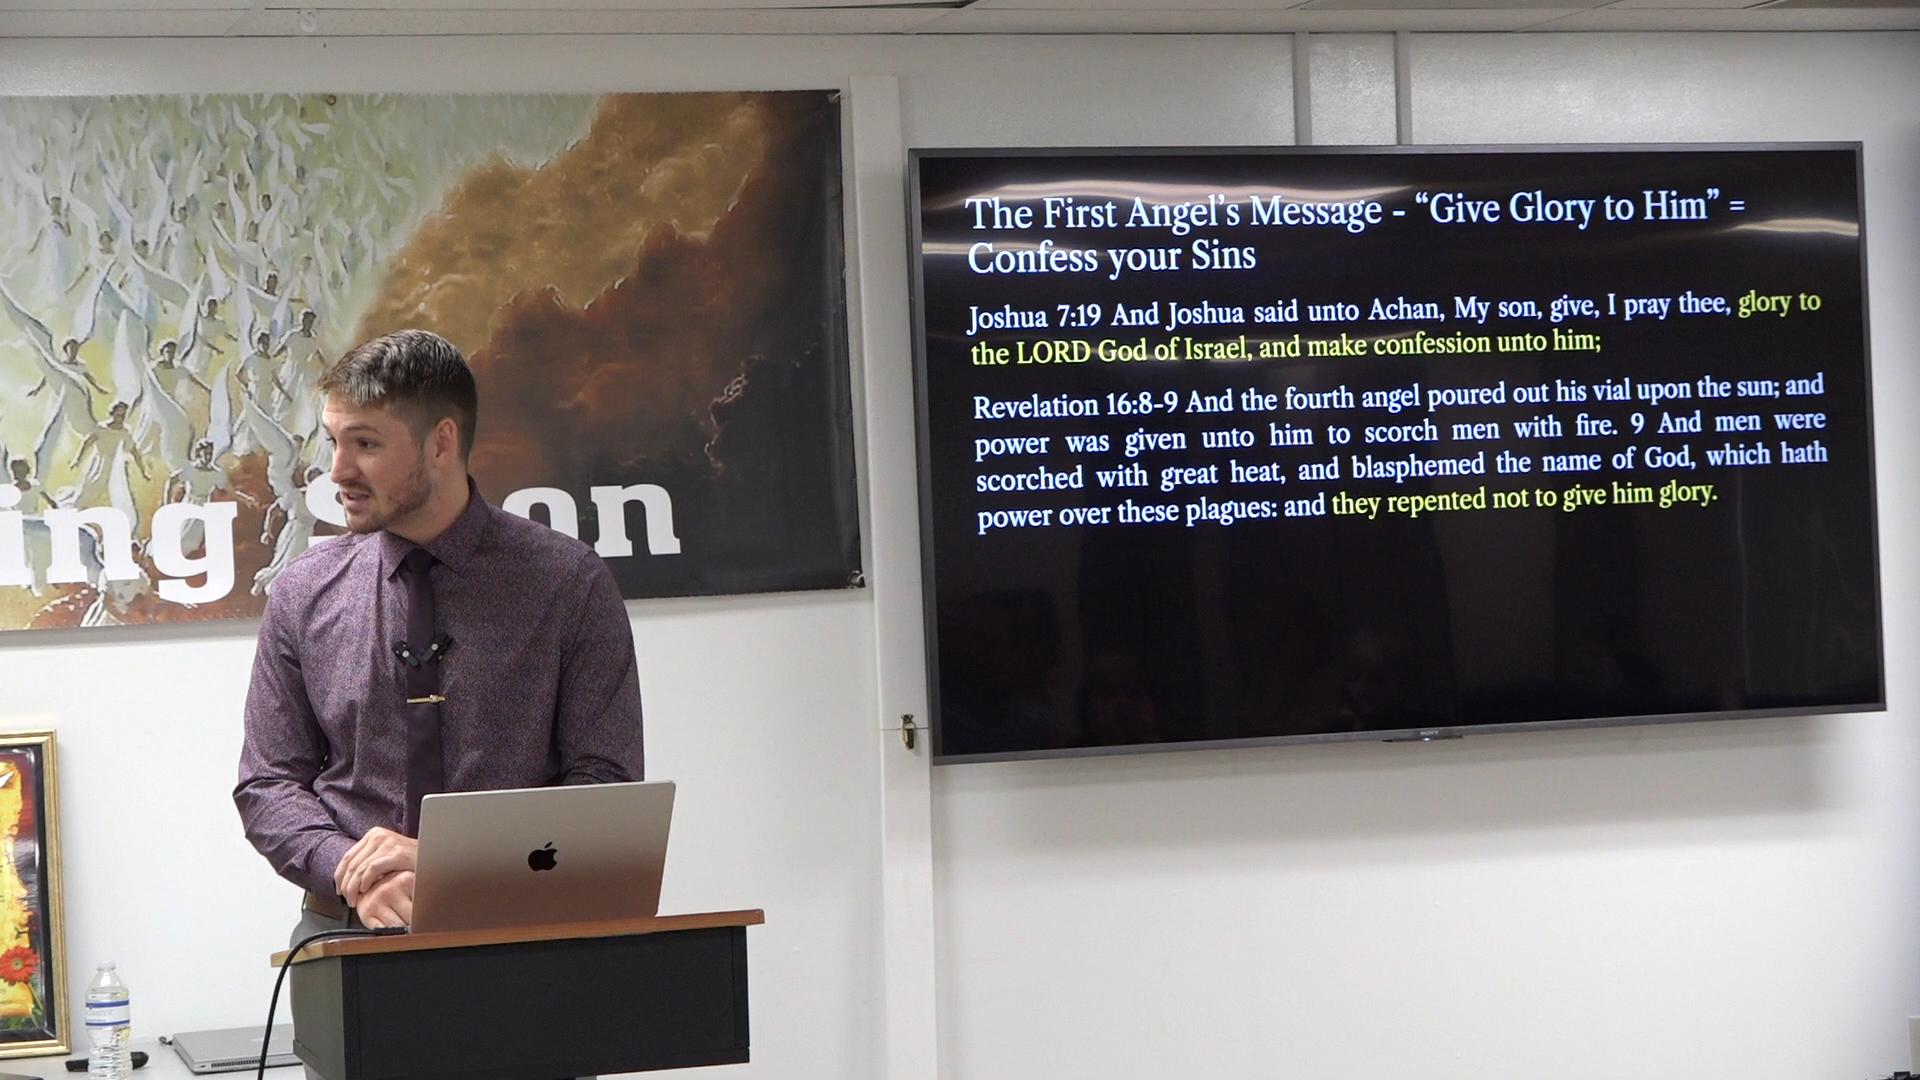 The First Angel's Message - “Give Glory to Him” =
Confess your Sins
Joshua 7:19 And Joshua said unto Achan, My son, give, I pray thee, glory to
the LORD God of Israel, and make confession unto him;
Revelation 16:8-9 And the fourth angel poured out his vial upon the sun; and
power was given unto him to scorch men with fire. 9 And men were
scorched with great heat, and blasphemed the name of God, which hath
power over these plagues: and they repented not to give him glory.
SONY